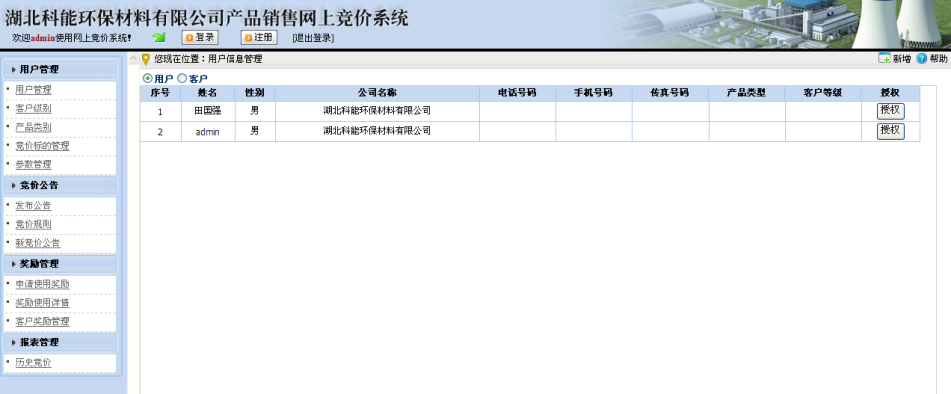 湖北科能环保材料有限公司产品销售网上竞价系统
欢迎admin使用网上竞价系统! 登录 注册 [退出登录]
用户管理
用户管理
客户级别
产品类别
竞价标的管理
参数管理
竞价公告
发布公告
竞价规则
新竞价公告
奖励管理
申请使用奖励
奖励使用详情
客户奖励管理
报表管理
历史竞价
您现在位置：用户信息管理 新增 帮助
用户 客户
序号 姓名 性别 公司名称 电话号码 手机号码 传真号码 产品类型 客户等级 授权
1 田国强 男 湖北科能环保材料有限公司 授权
2 admin 男 湖北科能环保材料有限公司 授权